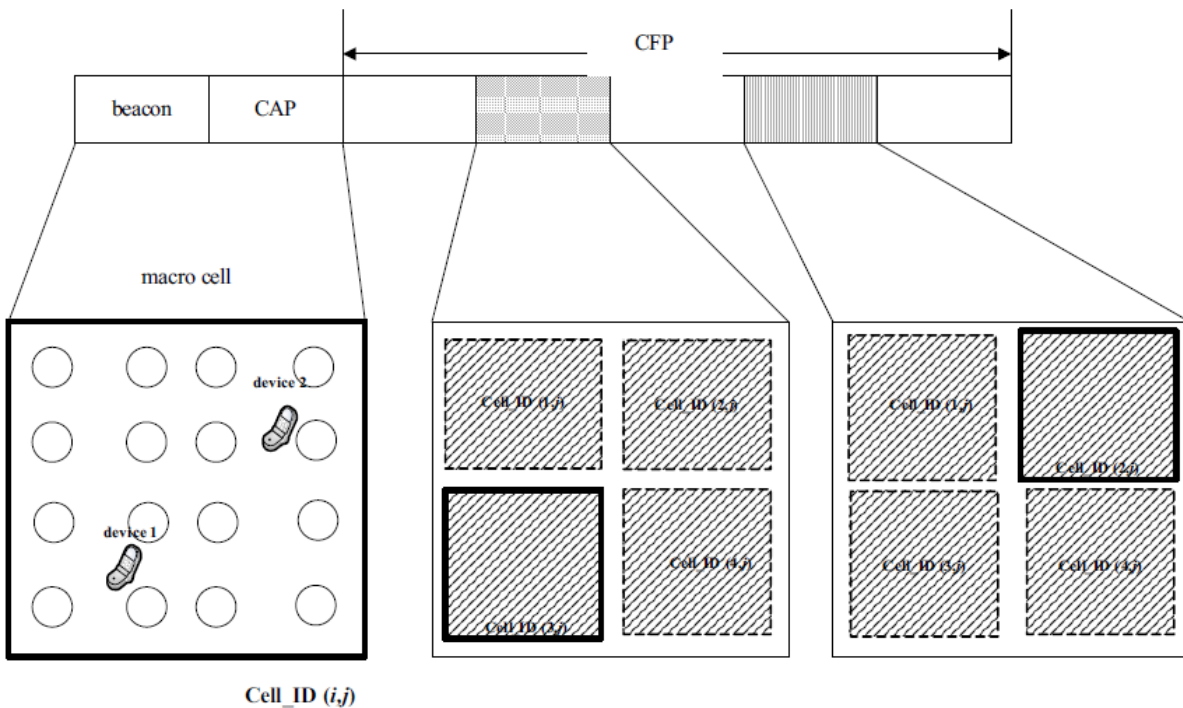 CFP
beacon
CAP
macro cell
device 2
device 1
Cell_ID (i,j)
Cell_ID (1,j)
Cell_ID (2,j)
Cell_ID (3,j)
Cell_ID (4,j)
Cell_ID (1,j)
Cell_ID (2,j)
Cell_ID (3,j)
Cell_ID (4,j)